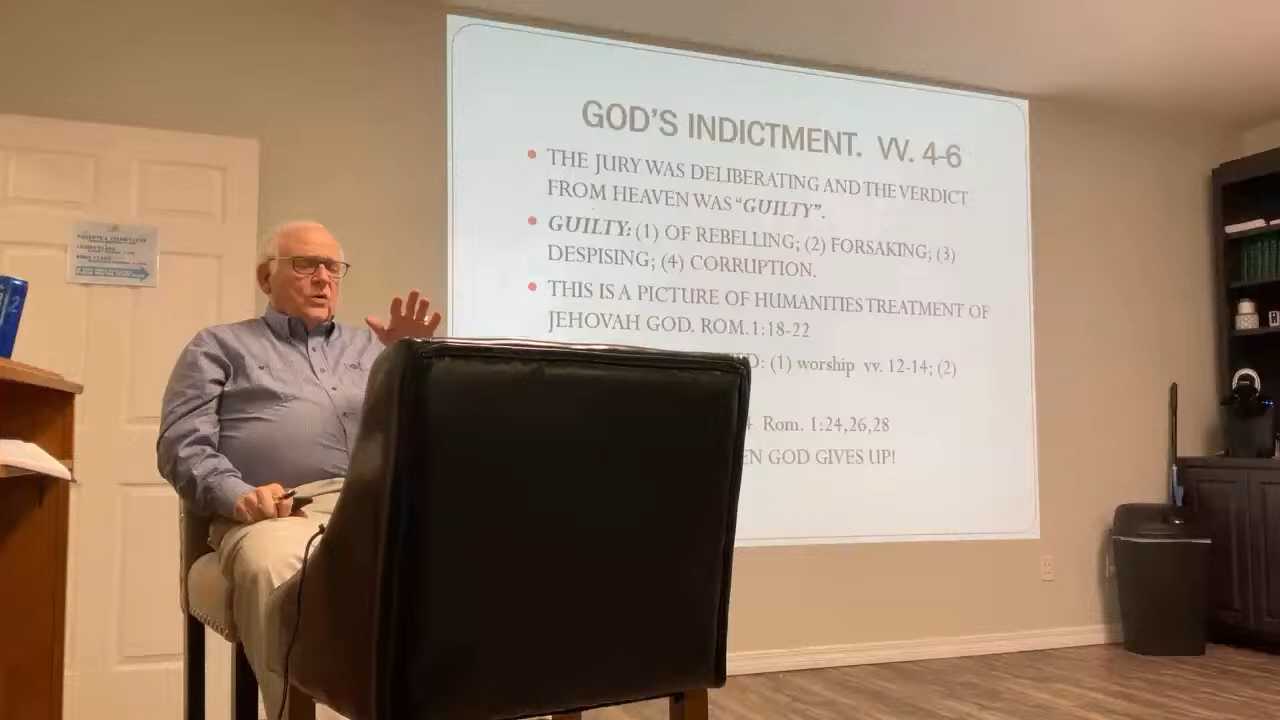 GOD'S INDICTMENT. VV. 4-6
THE JURY WAS DELIBERATING AND THE VERDICT
FROM HEAVEN WAS "GUILTY".
GUILTY: (1) OF REBELLING; (2) FORSAKING; (3)
DESPISING; (4) CORRUPTION.
THIS IS A PICTURE OF HUMANITIES TREATMENT OF
JEHOVAH GOD. ROM.1:18-22
(1) worship vv. 12-14; (2)
Rom. 1:24,26,28
GOD GIVES UP!
2